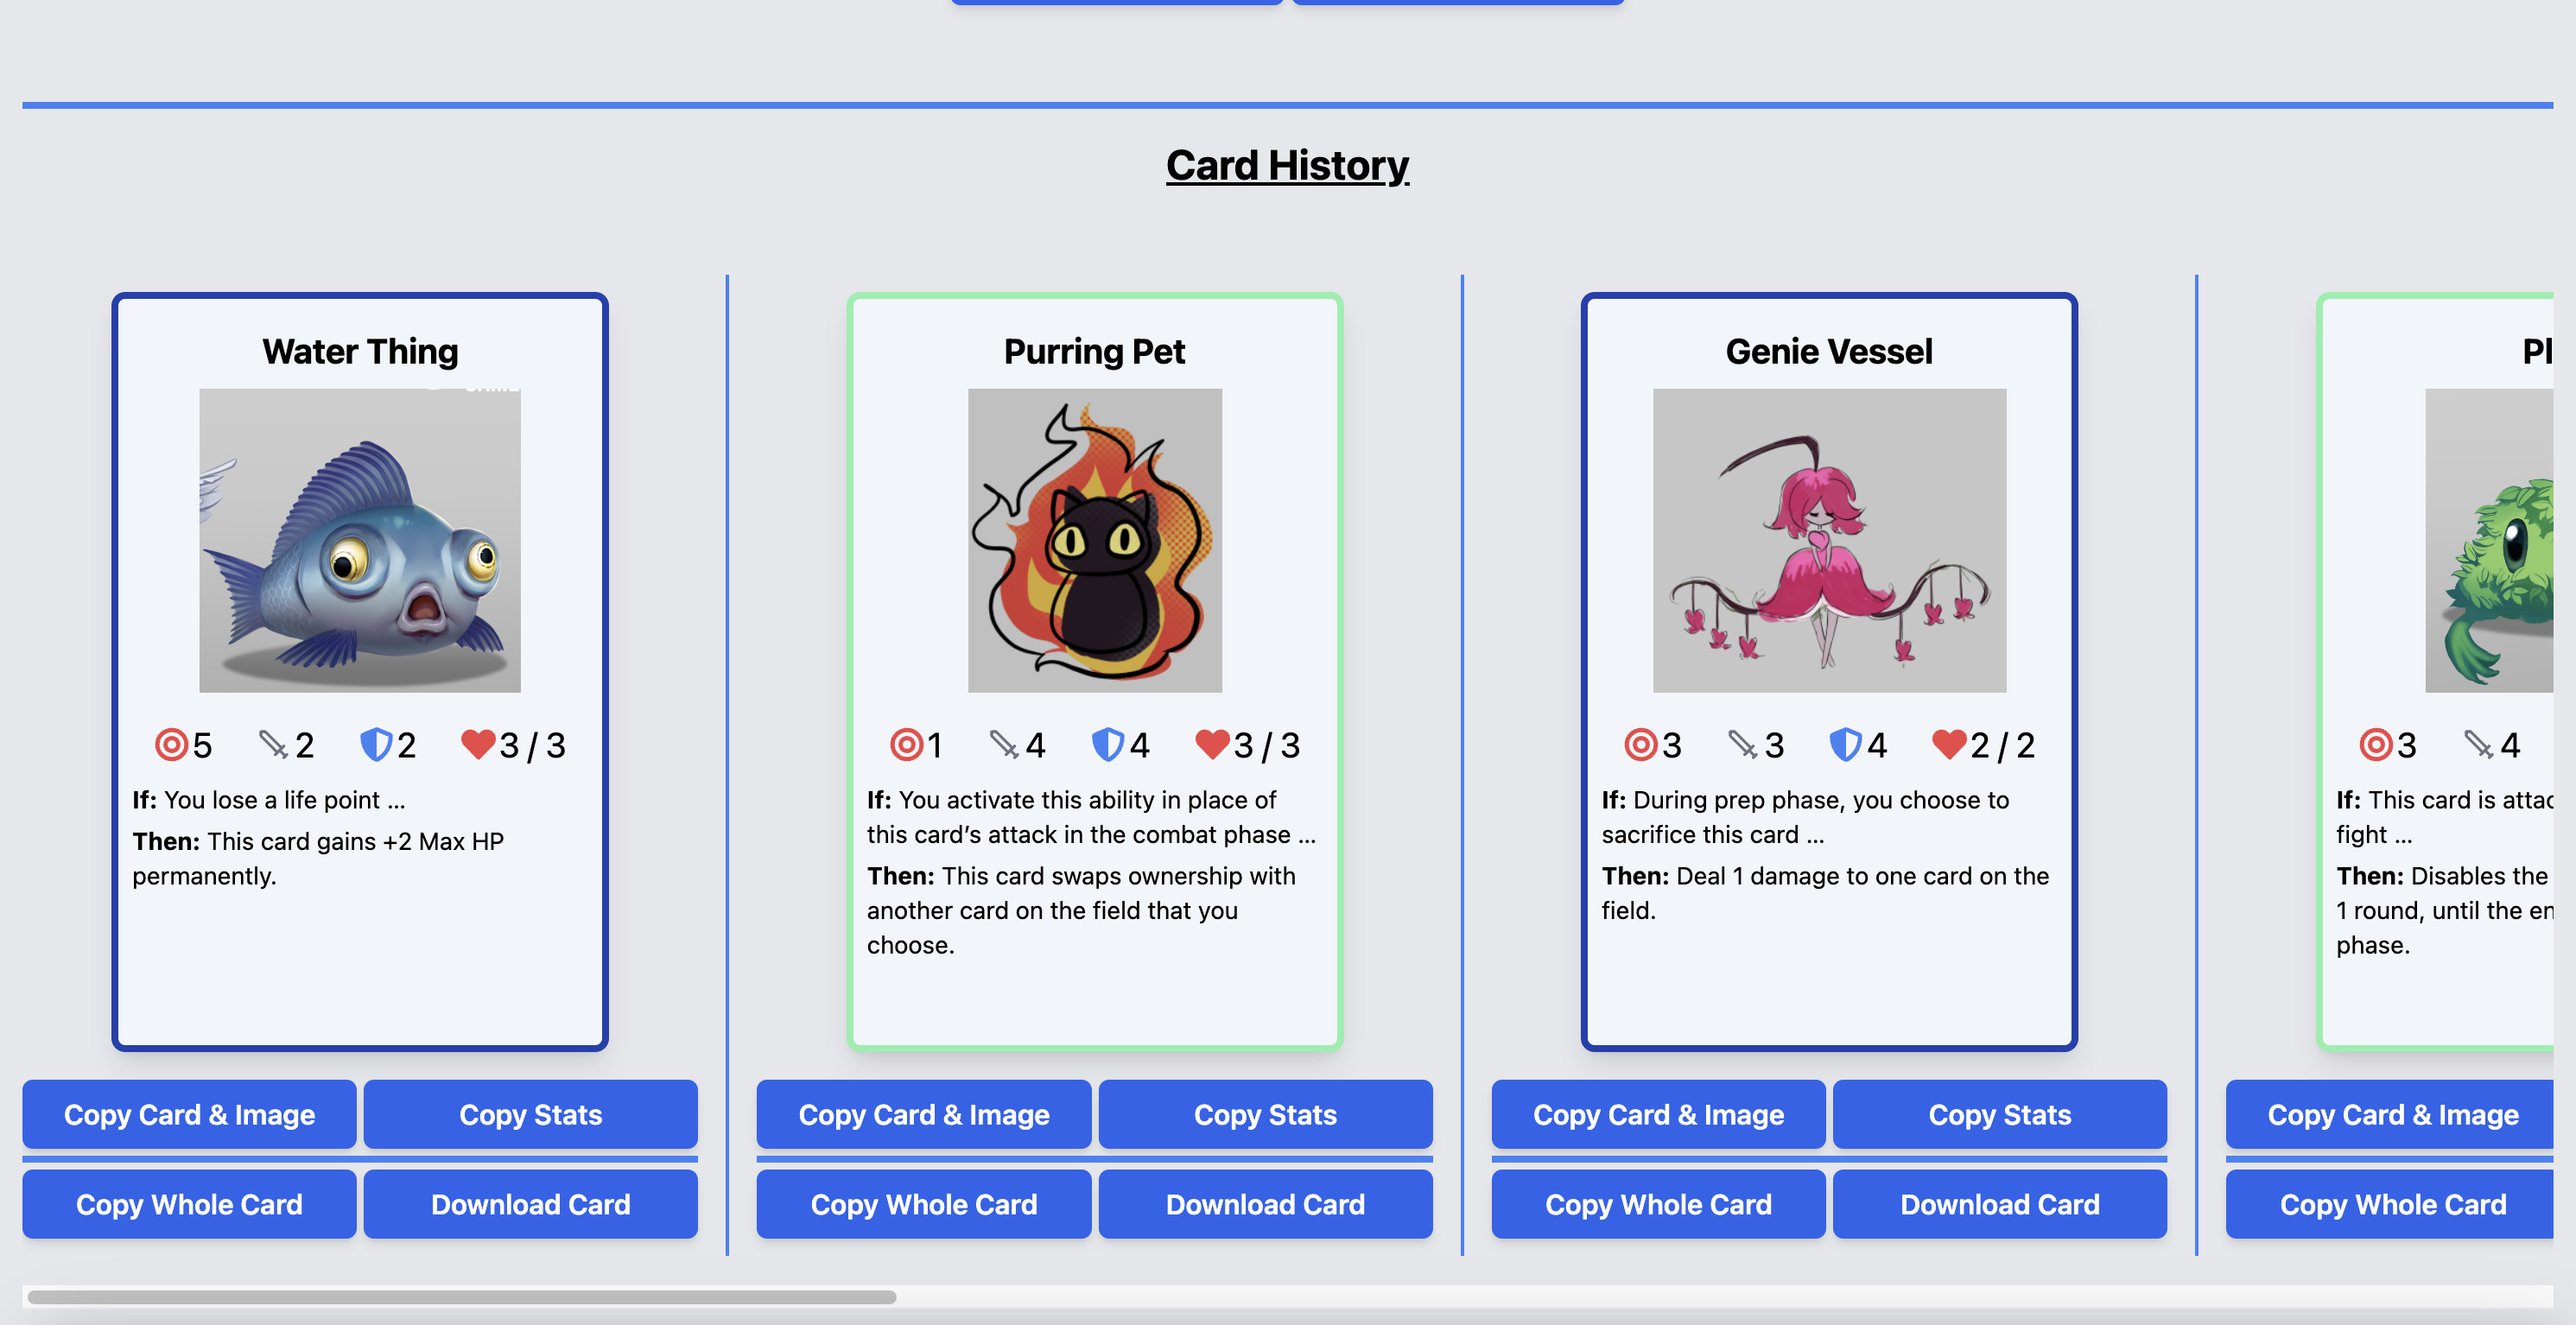 Card History
Water Thing
5 2 2 3 / 3
If: You lose a life point ...
Then: This card gains +2 Max HP
permanently.
Copy Card & Image
Copy Stats
Copy Whole Card
Download Card
Purring Pet
1 4 4 3 / 3
If: You activate this ability in place of
this card’s attack in the combat phase ...
Then: This card swaps ownership with
another card on the field that you
choose.
Copy Card & Image
Copy Stats
Copy Whole Card
Download Card
Genie Vessel
3 3 4 2 / 2
If: During prep phase, you choose to
sacrifice this card ...
Then: Deal 1 damage to one card on the
field.
Copy Card & Image
Copy Stats
Copy Whole Card
Download Card
3 4
If: This card is
fight ...
Then: Disables the
1 round, until the
phase.
Copy Card & Image
Copy Whole Card